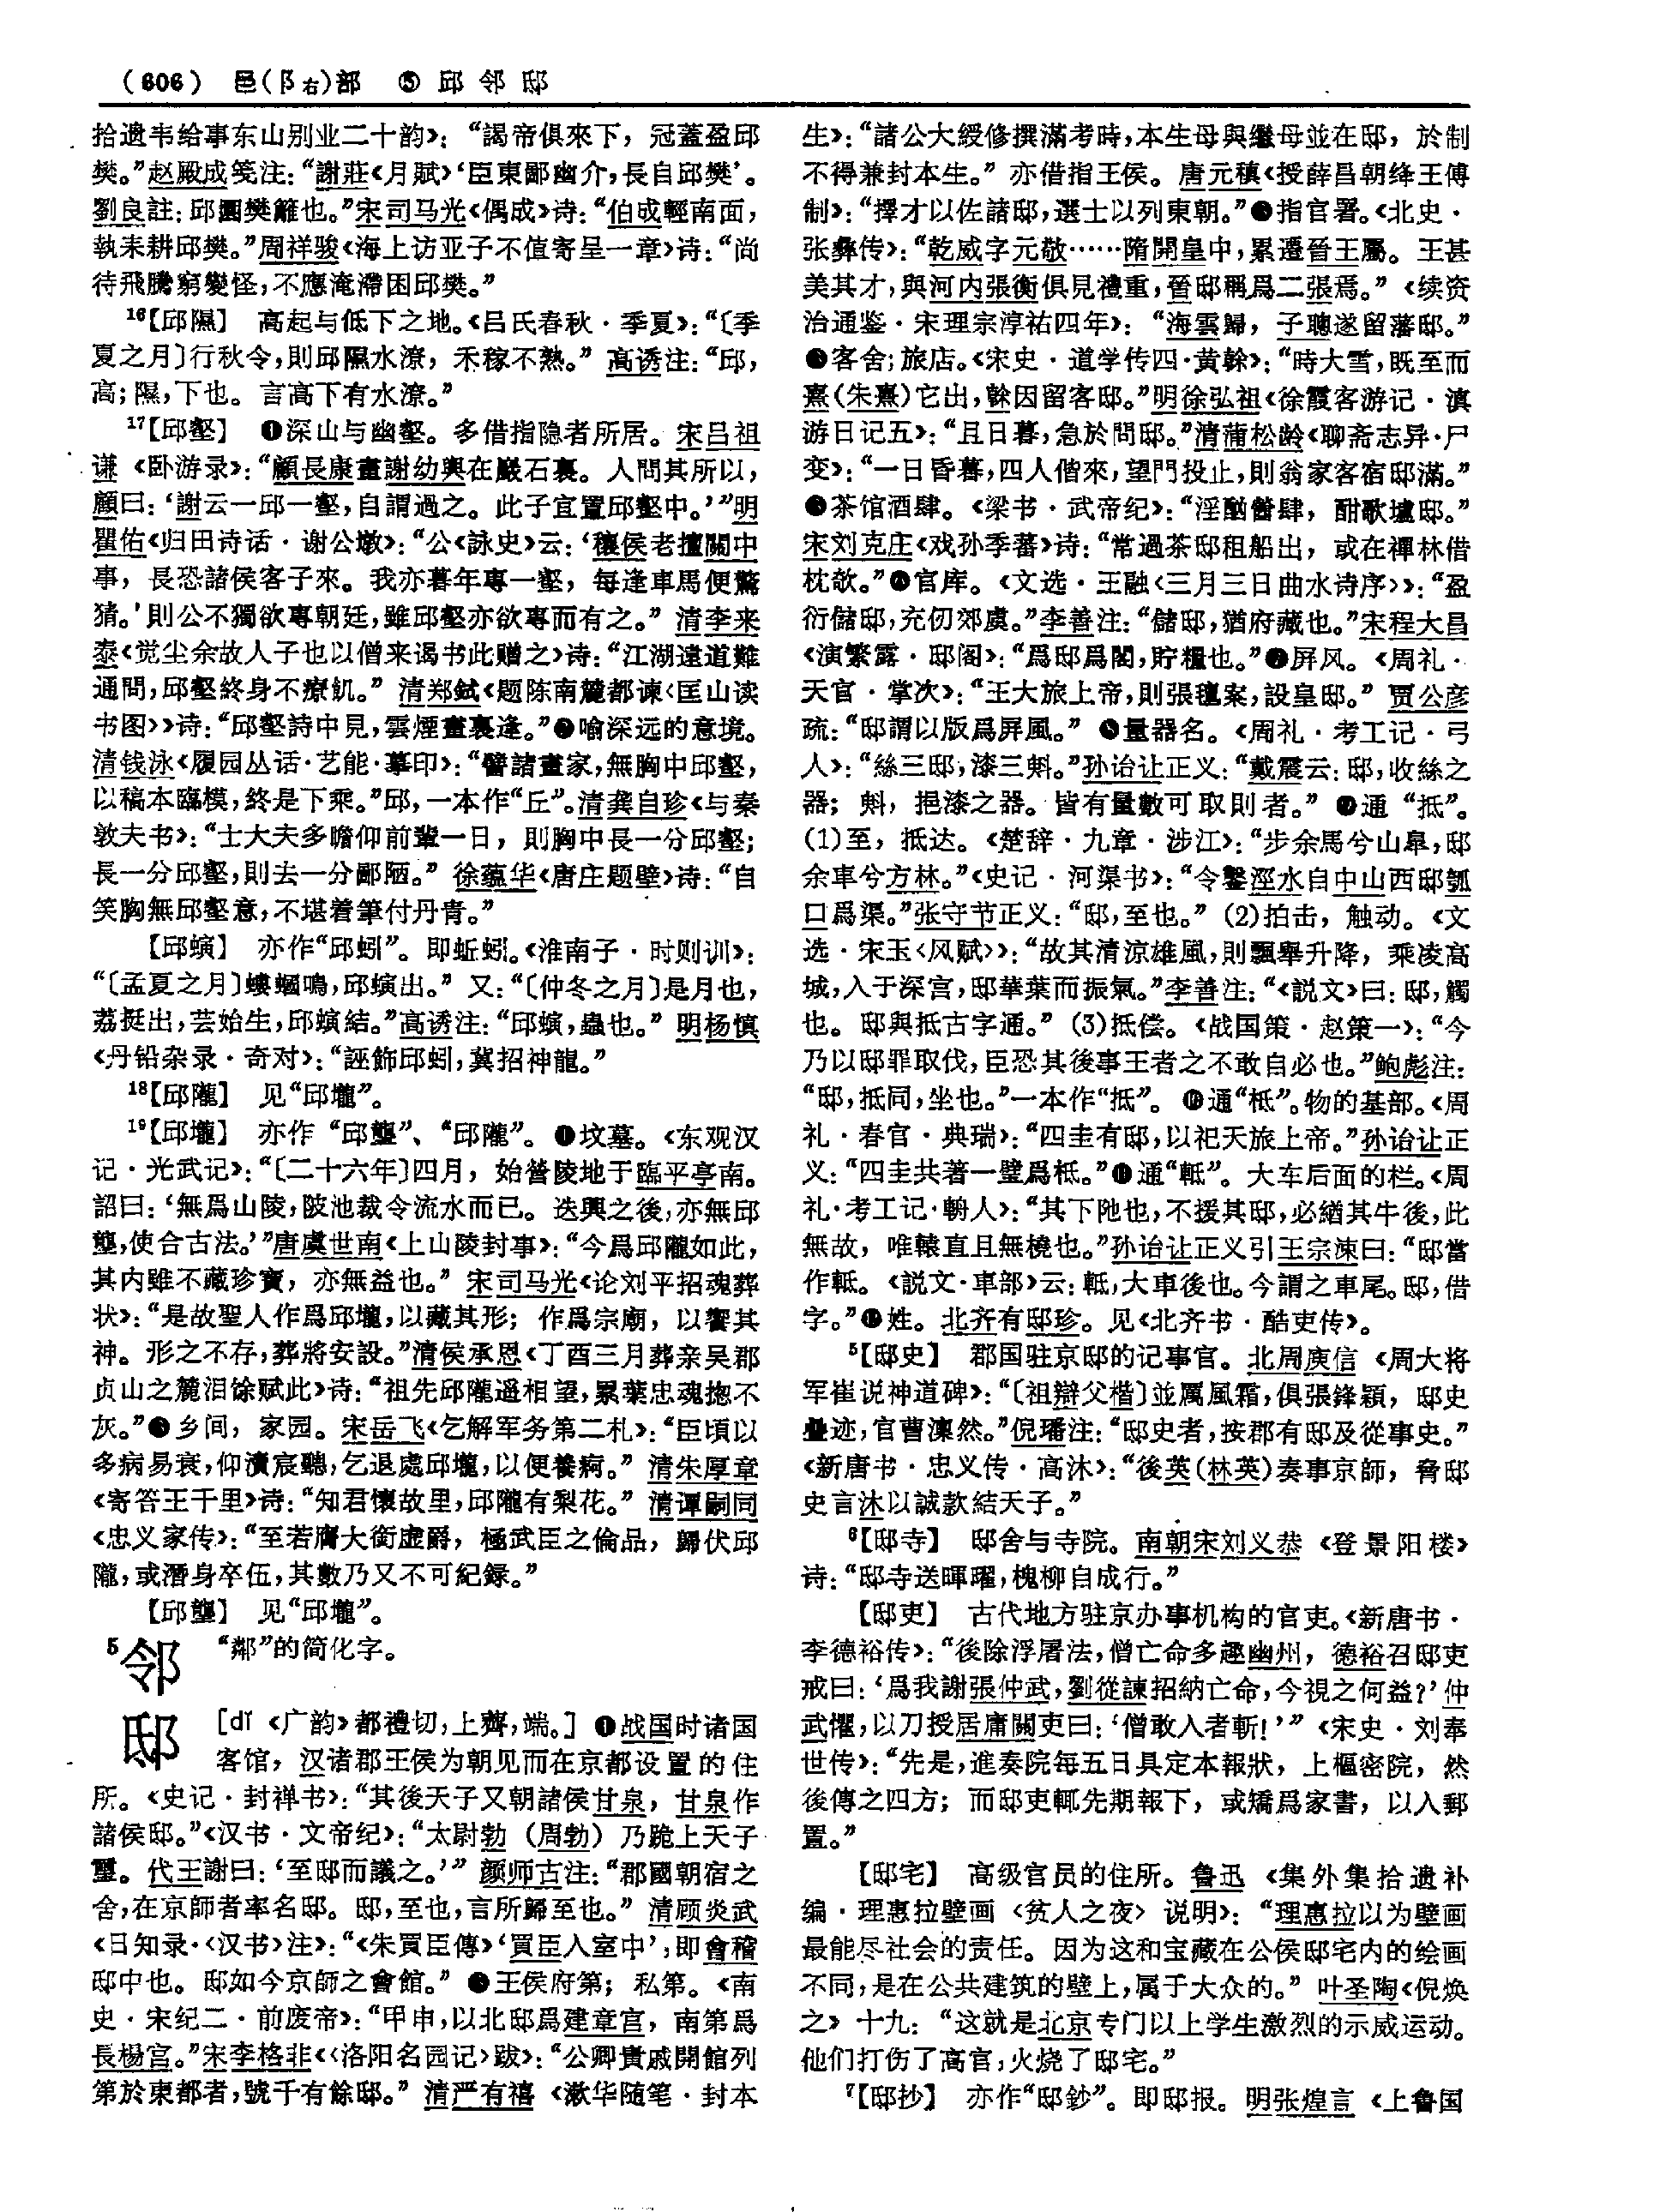 (606) 邑(阝右)部 ⑤ 邱 邻 邸
拾遗韦给事东山别业二十韵》：“謁帝俱來下，冠蓋盈邱
樊。”赵殿成笺注：“謝莊《月賦》‘臣東鄙幽介，長自邱樊’。
劉良註：邱園樊籬也。”宋司马光《偶成》诗：“伯成輕南面，
執耒耕邱樊。”周祥骏《海上访亚子不值寄呈一章》诗：“尚
待飛騰窮變怪，不應淹滯困邱樊。”
16【邱隰】 高起与低下之地。《吕氏春秋·季夏》：“〔季
夏之月〕行秋令，則邱隰水潦，禾稼不熟。” 高诱注：“邱，
高；隰，下也。言高下有水潦。”
17【邱壑】 ❶深山与幽壑。多借指隐者所居。宋吕祖
谦《卧游录》：“顧長康畫謝幼輿在巖石裏。人問其所以，
顧曰：‘謝云一邱一壑，自謂過之。此子宜置邱壑中。’”明
瞿佑《归田诗话·谢公墩》：“公《詠史》云：‘穰侯老擅關中
事，長恐諸侯客子來。我亦暮年專一壑，每逢車馬便驚
猜。’則公不獨欲專朝廷，雖邱壑亦欲專而有之。” 清李来
泰《觉尘余故人子也以僧来谒书此赠之》诗：“江湖遠道難
通問，邱壑終身不療飢。” 清郑鉽《题陈南麓都谏〈匡山读
书图〉》诗：“邱壑詩中見，雲煙畫裏逢。”❷喻深远的意境。
清钱泳《履园丛话·艺能·摹印》：“譬諸畫家，無胸中邱壑，
以稿本臨模，終是下乘。”邱，一本作“丘”。清龚自珍《与秦
敦夫书》：“士大夫多瞻仰前輩一日，則胸中長一分邱壑；
長一分邱壑，則去一分鄙陋。” 徐蕴华《唐庄题壁》诗：“自
笑胸無邱壑意，不堪着筆付丹青。”
【邱螾】 亦作“邱蚓”。即蚯蚓。《淮南子·时则训》：
“〔孟夏之月〕螻蟈鳴，邱螾出。” 又：“〔仲冬之月〕是月也，
荔挺出，芸始生，邱螾結。”高诱注：“邱螾，蟲也。” 明杨慎
《丹铅杂录·奇对》：“誣飾邱蚓，冀招神龍。”
18【邱隴】 见“邱壠”。
19【邱壠】 亦作“邱壟”、“邱隴”。❶坟墓。《东观汉
记·光武记》：“〔二十六年〕四月，始營陵地于臨平亭南。
詔曰：‘無爲山陵，陂池裁令流水而已。迭興之後，亦無邱
壟，使合古法。’”唐虞世南《上山陵封事》：“今爲邱隴如此，
其内雖不藏珍寶，亦無益也。” 宋司马光《论刘平招魂葬
状》：“是故聖人作爲邱壠，以藏其形；作爲宗廟，以饗其
神。形之不存，葬將安設。”清侯承恩《丁酉三月葬亲吴郡
贞山之麓泪馀赋此》诗：“祖先邱隴遥相望，累葉忠魂抱不
灰。”❷乡间，家园。宋岳飞《乞解军务第二札》：“臣頃以
多病易衰，仰瀆宸聽，乞退處邱壠，以便養痾。” 清朱厚章
《寄答王千里》诗：“知君懷故里，邱隴有梨花。” 清谭嗣同
《忠义家传》：“至若膺大銜虚爵，極武臣之倫品，歸伏邱
隴，或潛身卒伍，其數乃又不可紀録。”
【邱壟】 见“邱壠”。
5邻 “鄰”的简化字。
邸 [dǐ 《广韵》都禮切，上薺，端。] ❶战国时诸国
客馆，汉诸郡王侯为朝见而在京都设置的住
所。《史记·封禅书》：“其後天子又朝諸侯甘泉，甘泉作
諸侯邸。”《汉书·文帝纪》：“太尉勃（周勃）乃跪上天子
璽。代王謝曰：‘至邸而議之。’” 颜师古注：“郡國朝宿之
舍，在京師者率名邸。邸，至也，言所歸至也。” 清顾炎武
《日知录·〈汉书〉注》：“《朱買臣傳》‘買臣入室中’，即會稽
邸中也。邸如今京師之會館。” ❷王侯府第；私第。《南
史·宋纪二·前废帝》：“甲申，以北邸爲建章宫，南第爲
長楊宫。”宋李格非《〈洛阳名园记〉跋》：“公卿貴戚開館列
第於東都者，號千有餘邸。” 清严有禧《漱华随笔·封本
生》：“諸公大綬修撰滿考時，本生母與繼母並在邸，於制
不得兼封本生。” 亦借指王侯。唐元稹《授薛昌朝绛王傅
制》：“擇才以佐諸邸，選士以列東朝。”❸指官署。《北史·
张彝传》：“乾威字元敬……隋開皇中，累遷晉王屬。王甚
美其才，與河内張衡俱見禮重，晉邸稱爲二張焉。”《续资
治通鉴·宋理宗淳祐四年》：“海雲歸，子聰遂留藩邸。”
❹客舍；旅店。《宋史·道学传四·黄榦》：“時大雪，既至而
熹（朱熹）它出，榦因留客邸。”明徐弘祖《徐霞客游记·滇
游日记五》：“且日暮，急於問邸。”清蒲松龄《聊斋志异·尸
变》：“一日昏暮，四人偕來，望門投止，則翁家客宿邸滿。”
❺茶馆酒肆。《梁书·武帝纪》：“淫酗醟肆，酣歌壚邸。”
宋刘克庄《戏孙季蕃》诗：“常過茶邸租船出，或在禪林借
枕欹。”❻官库。《文选·王融〈三月三日曲水诗序〉》：“盈
衍儲邸，充仞郊虞。”李善注：“儲邸，猶府藏也。”宋程大昌
《演繁露·邸阁》：“爲邸爲閣，貯糧也。”❼屏风。《周礼·
天官·掌次》：“王大旅上帝，則張氊案，設皇邸。” 贾公彦
疏：“邸謂以版爲屏風。” ❽量器名。《周礼·考工记·弓
人》：“絲三邸，漆三斞。”孙诒让正义：“戴震云：邸，收絲之
器；斞，挹漆之器。皆有量數可取則者。” ❾通“抵”。
(1)至，抵达。《楚辞·九章·涉江》：“步余馬兮山臯，邸
余車兮方林。”《史记·河渠书》：“令鑿涇水自中山西邸瓠
口爲渠。”张守节正义：“邸，至也。” (2)拍击，触动。《文
选·宋玉〈风赋〉》：“故其清涼雄風，則飄舉升降，乘凌高
城，入于深宫，邸華葉而振氣。”李善注：“《説文》曰：邸，觸
也。邸與抵古字通。” (3)抵偿。《战国策·赵策一》：“今
乃以邸罪取伐，臣恐其後事王者之不敢自必也。”鲍彪注：
“邸，抵同，坐也。”一本作“抵”。❿通“柢”。物的基部。《周
礼·春官·典瑞》：“四圭有邸，以祀天旅上帝。”孙诒让正
义：“四圭共著一璧爲柢。”⓫通“軧”。大车后面的栏。《周
礼·考工记·輈人》：“其下阤也，不援其邸，必緧其牛後，此
無故，唯轅直且無橈也。”孙诒让正义引王宗涑曰：“邸當
作軧。《説文·車部》云：軧，大車後也。今謂之車尾。邸，借
字。”⓬姓。北齐有邸珍。见《北齐书·酷吏传》。
5【邸史】 郡国驻京邸的记事官。北周庾信《周大将
军崔说神道碑》：“〔祖辯父楷〕並厲風霜，俱張鋒穎，邸史
疊迹，官曹凜然。”倪璠注：“邸史者，按郡有邸及從事史。”
《新唐书·忠义传·高沐》：“後英(林英)奏事京師，脅邸
史言沐以誠款結天子。”
6【邸寺】 邸舍与寺院。南朝宋刘义恭《登景阳楼》
诗：“邸寺送暉曜，槐柳自成行。”
【邸吏】 古代地方驻京办事机构的官吏。《新唐书·
李德裕传》：“後除浮屠法，僧亡命多趣幽州，德裕召邸吏
戒曰：‘爲我謝張仲武，劉從諫招納亡命，今視之何益？’仲
武懼，以刀授居庸關吏曰：‘僧敢入者斬！’” 《宋史·刘奉
世传》：“先是，進奏院每五日具定本報狀，上樞密院，然
後傳之四方；而邸吏輒先期報下，或矯爲家書，以入郵
置。”
【邸宅】 高级官员的住所。鲁迅《集外集拾遗补
编·理惠拉壁画〈贫人之夜〉说明》：“理惠拉以为壁画
最能尽社会的责任。因为这和宝藏在公侯邸宅内的绘画
不同，是在公共建筑的壁上，属于大众的。” 叶圣陶《倪焕
之》十九：“这就是北京专门以上学生激烈的示威运动。
他们打伤了高官，火烧了邸宅。”
7【邸抄】 亦作“邸鈔”。即邸报。明张煌言《上鲁国